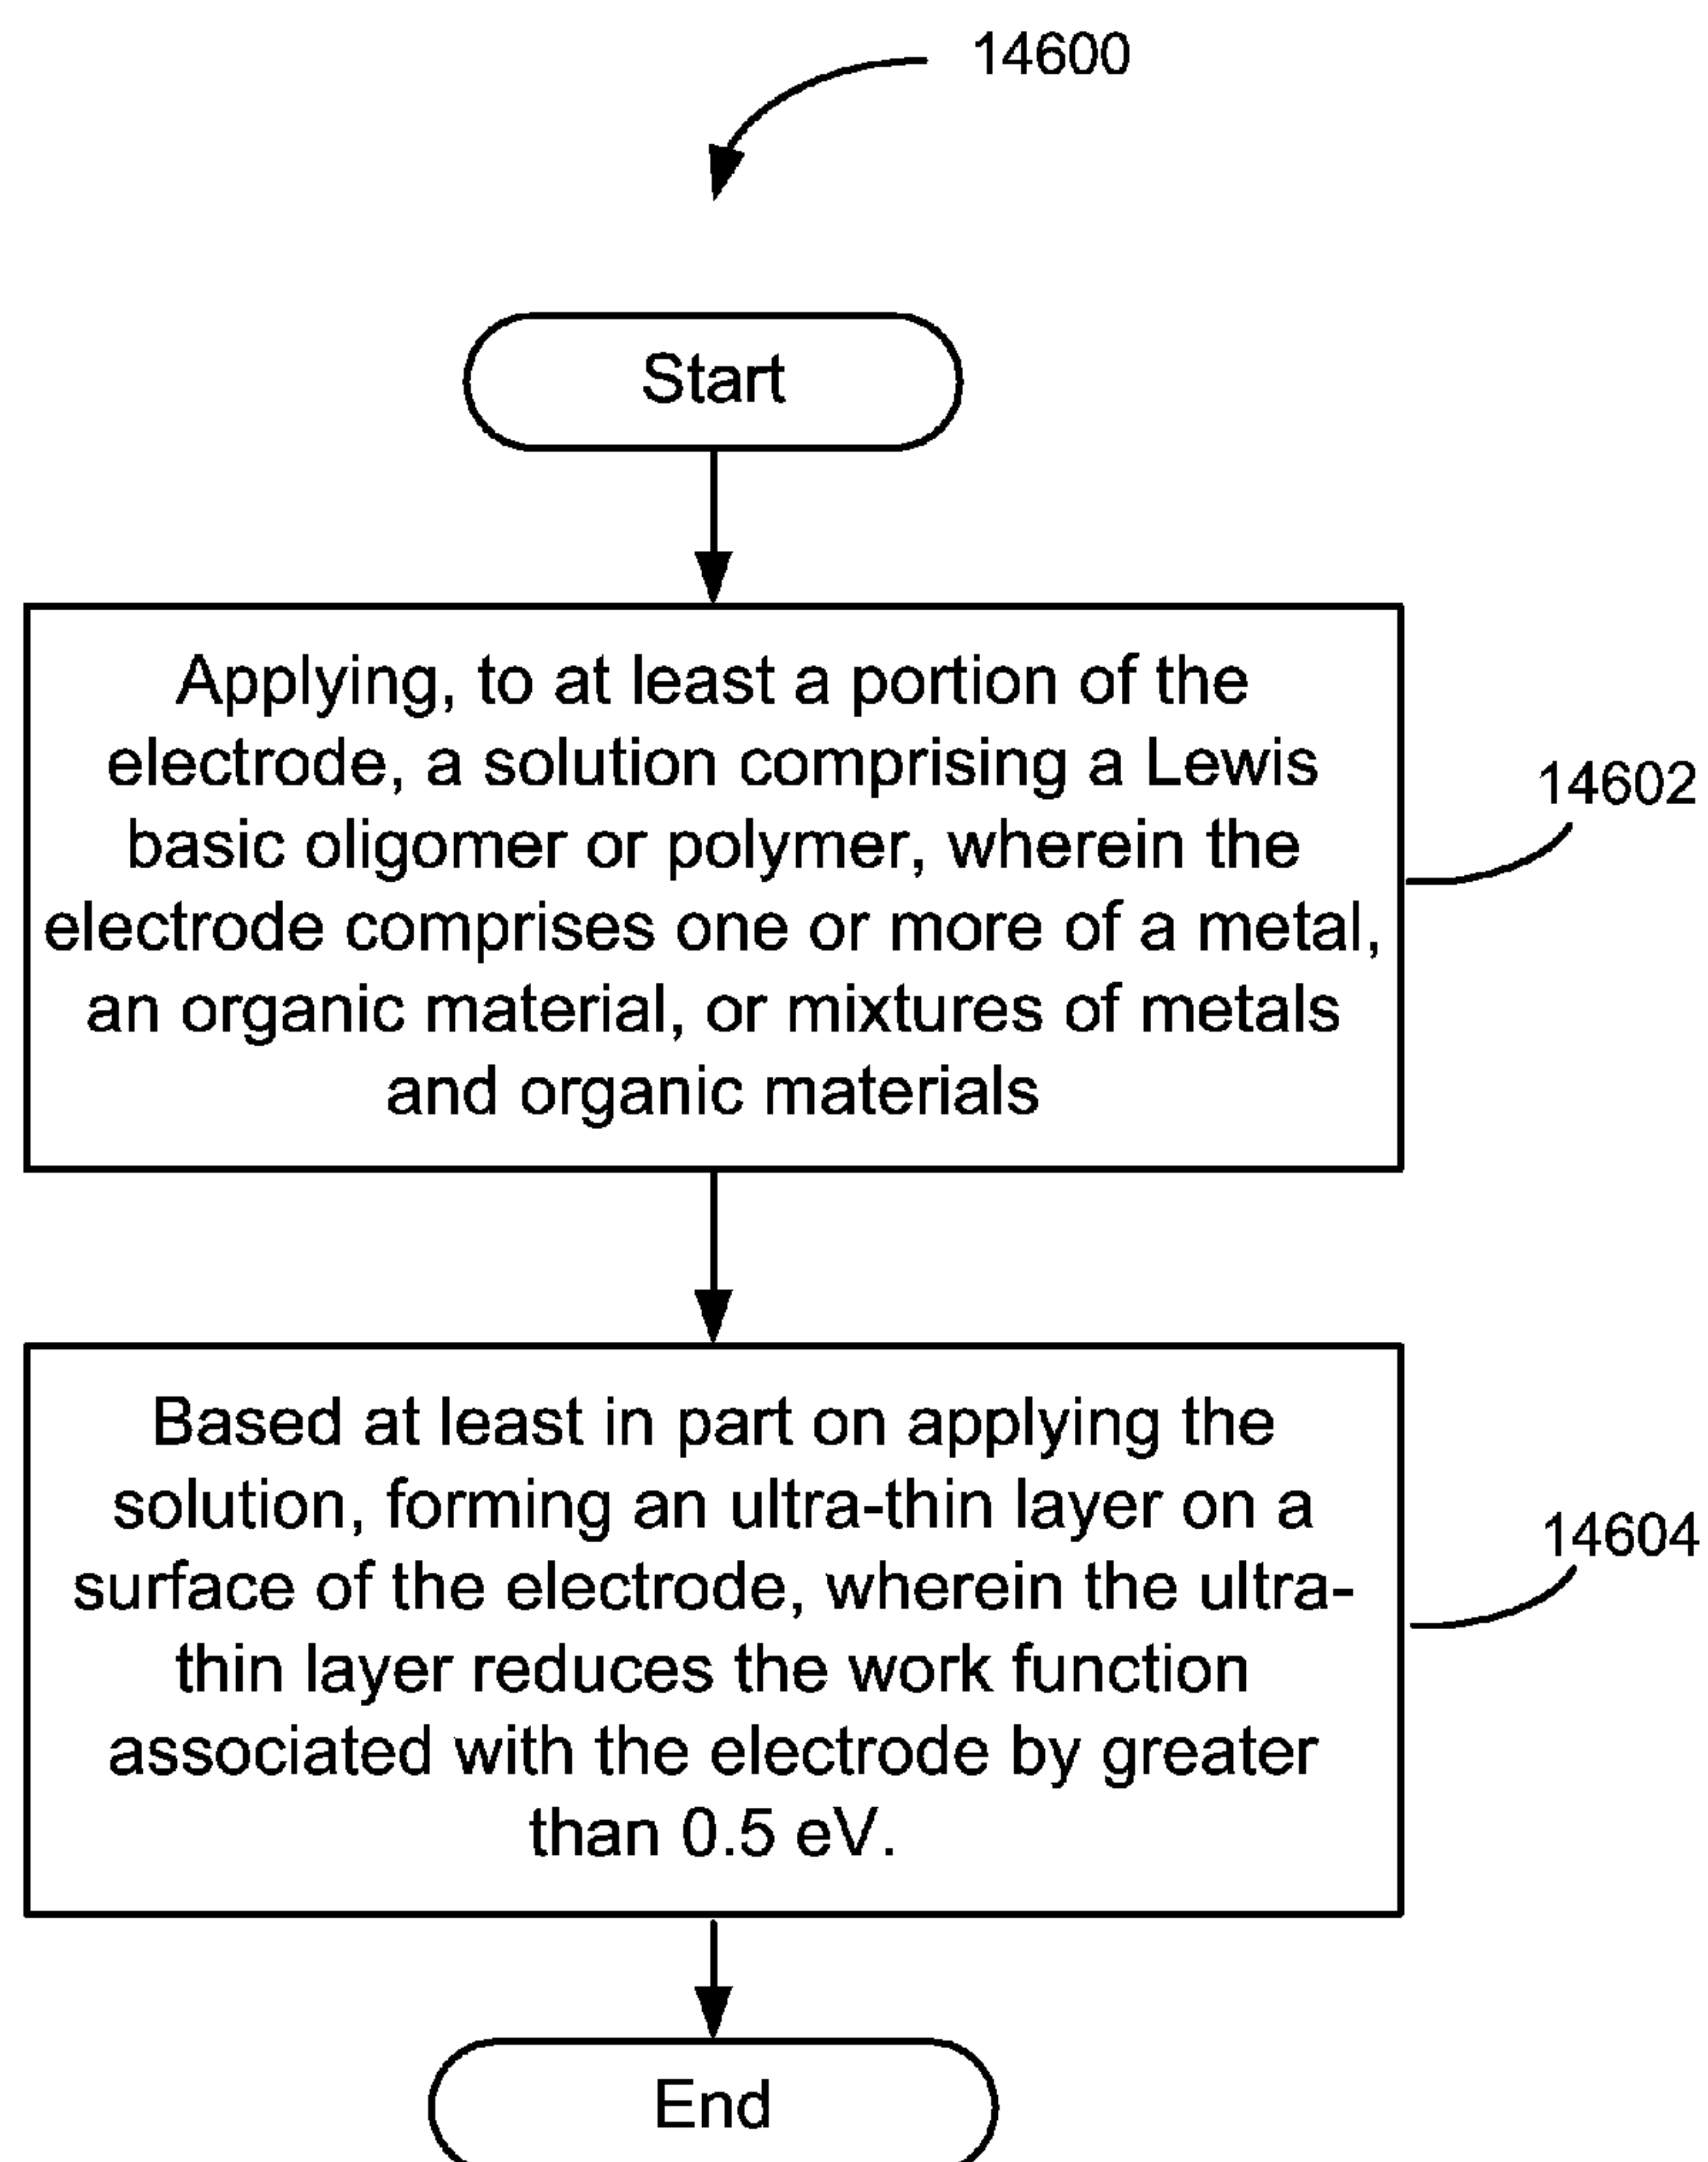 14600
Start
Applying, to at least a portion of the
electrode, a solution comprising a Lewis
basic oligomer or polymer, wherein the
electrode comprises one or more of a metal,
an organic material, or mixtures of metals
and organic materials
14602
Based at least in part on applying the
solution, forming an ultra-thin layer on a
surface of the electrode, wherein the ultra-
thin layer reduces the work function
associated with the electrode by greater
than 0.5 eV.
14604
End